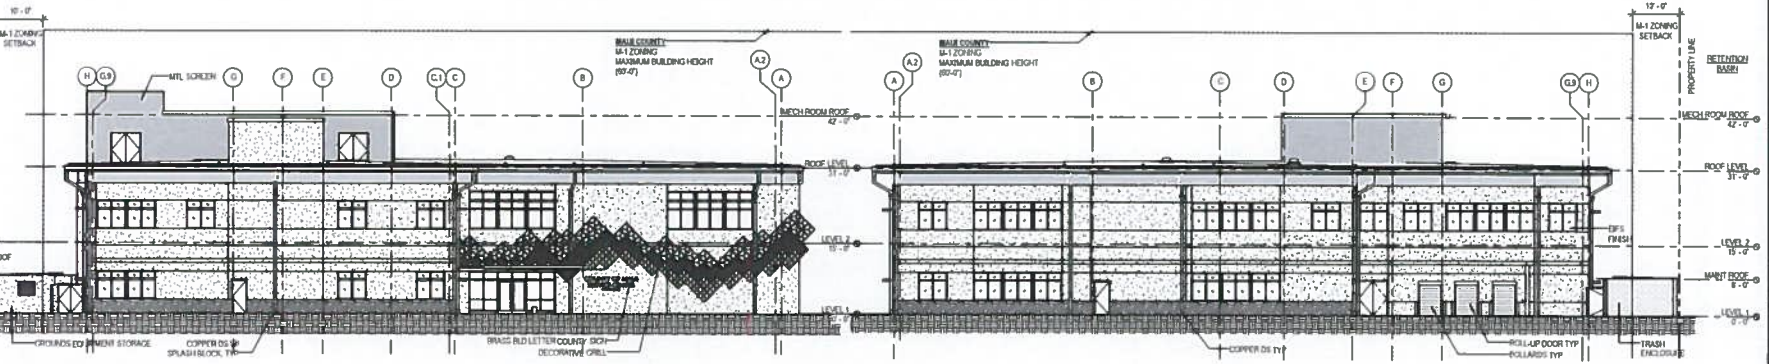 10'-0"
M-1 ZONING
SETBACK
H
G.9
MTL SCREEN
G
F
E
D
C.1
C
B
A.2
A
MAUI COUNTY
M-1 ZONING
MAXIMUM BUILDING HEIGHT
(60'-0")
MECH ROOM ROOF
42'-0"
ROOF LEVEL
31'-0"
LEVEL 2
15'-0"
LEVEL 1
GROUNDS EQUIPMENT STORAGE
COPPER DS TYP
SPLASH BLOCK, TYP
BRASS BLD LETTER COUNTY SIGN
DECORATIVE GRILL
MAUI COUNTY
M-1 ZONING
MAXIMUM BUILDING HEIGHT
(60'-0")
A
A.2
B
C
D
E
F
G
G.9
H
12'-0"
M-1 ZONING
SETBACK
PROPERTY LINE
RETENTION
BASIN
MECH ROOM ROOF
42'-0"
ROOF LEVEL
31'-0"
EIFS
FINISH
LEVEL 2
15'-0"
MAINT ROOF
8'-0"
LEVEL 1
0'-0"
COPPER DS TYP
ROLL-UP DOOR TYP
BOLLARDS TYP
TRASH
ENCLOSURE